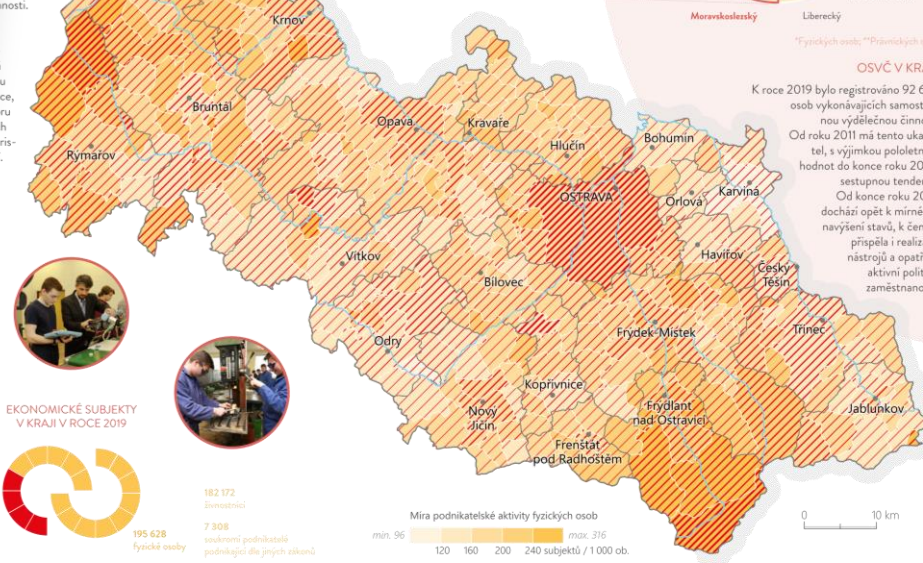 nosti.
u
ce,
ru
h
ris-
.
Krnov
Bruntál
Rýmařov
Opava
Kravaře
Hlučín
Bohumín
OSTRAVA
Orlová
Karviná
Havířov
Český
Těšín
Vítkov
Bílovec
Odry
Frýdek-Místek
Třinec
Kopřivnice
Nový
Jičín
Frýdlant
nad Ostravicí
Jablunkov
Frenštát
pod Radhoštěm
Moravskoslezský
Liberecký
*Fyzických osob; **Právnických
OSVČ V KRA
K roce 2019 bylo registrováno 92 6
osob vykonávajících samost
nou výdělečnou činno
Od roku 2011 má tento uka
tel, s výjimkou pololetn
hodnot do konce roku 20
sestupnou tenden
Od konce roku 20
dochází opět k mírné
navýšení stavů, k čen
přispěla i realiz
nástrojů a opatř
aktivní polit
zaměstnano
EKONOMICKÉ SUBJEKTY
V KRAJI V ROCE 2019
195 628
fyzické osoby
182 172
živnostníci
7 308
soukromí podnikatelé
podnikající dle jiných zákonů
Míra podnikatelské aktivity fyzických osob
min. 96
max. 316
120 160 200 240 subjektů / 1 000 ob.
0 10 km